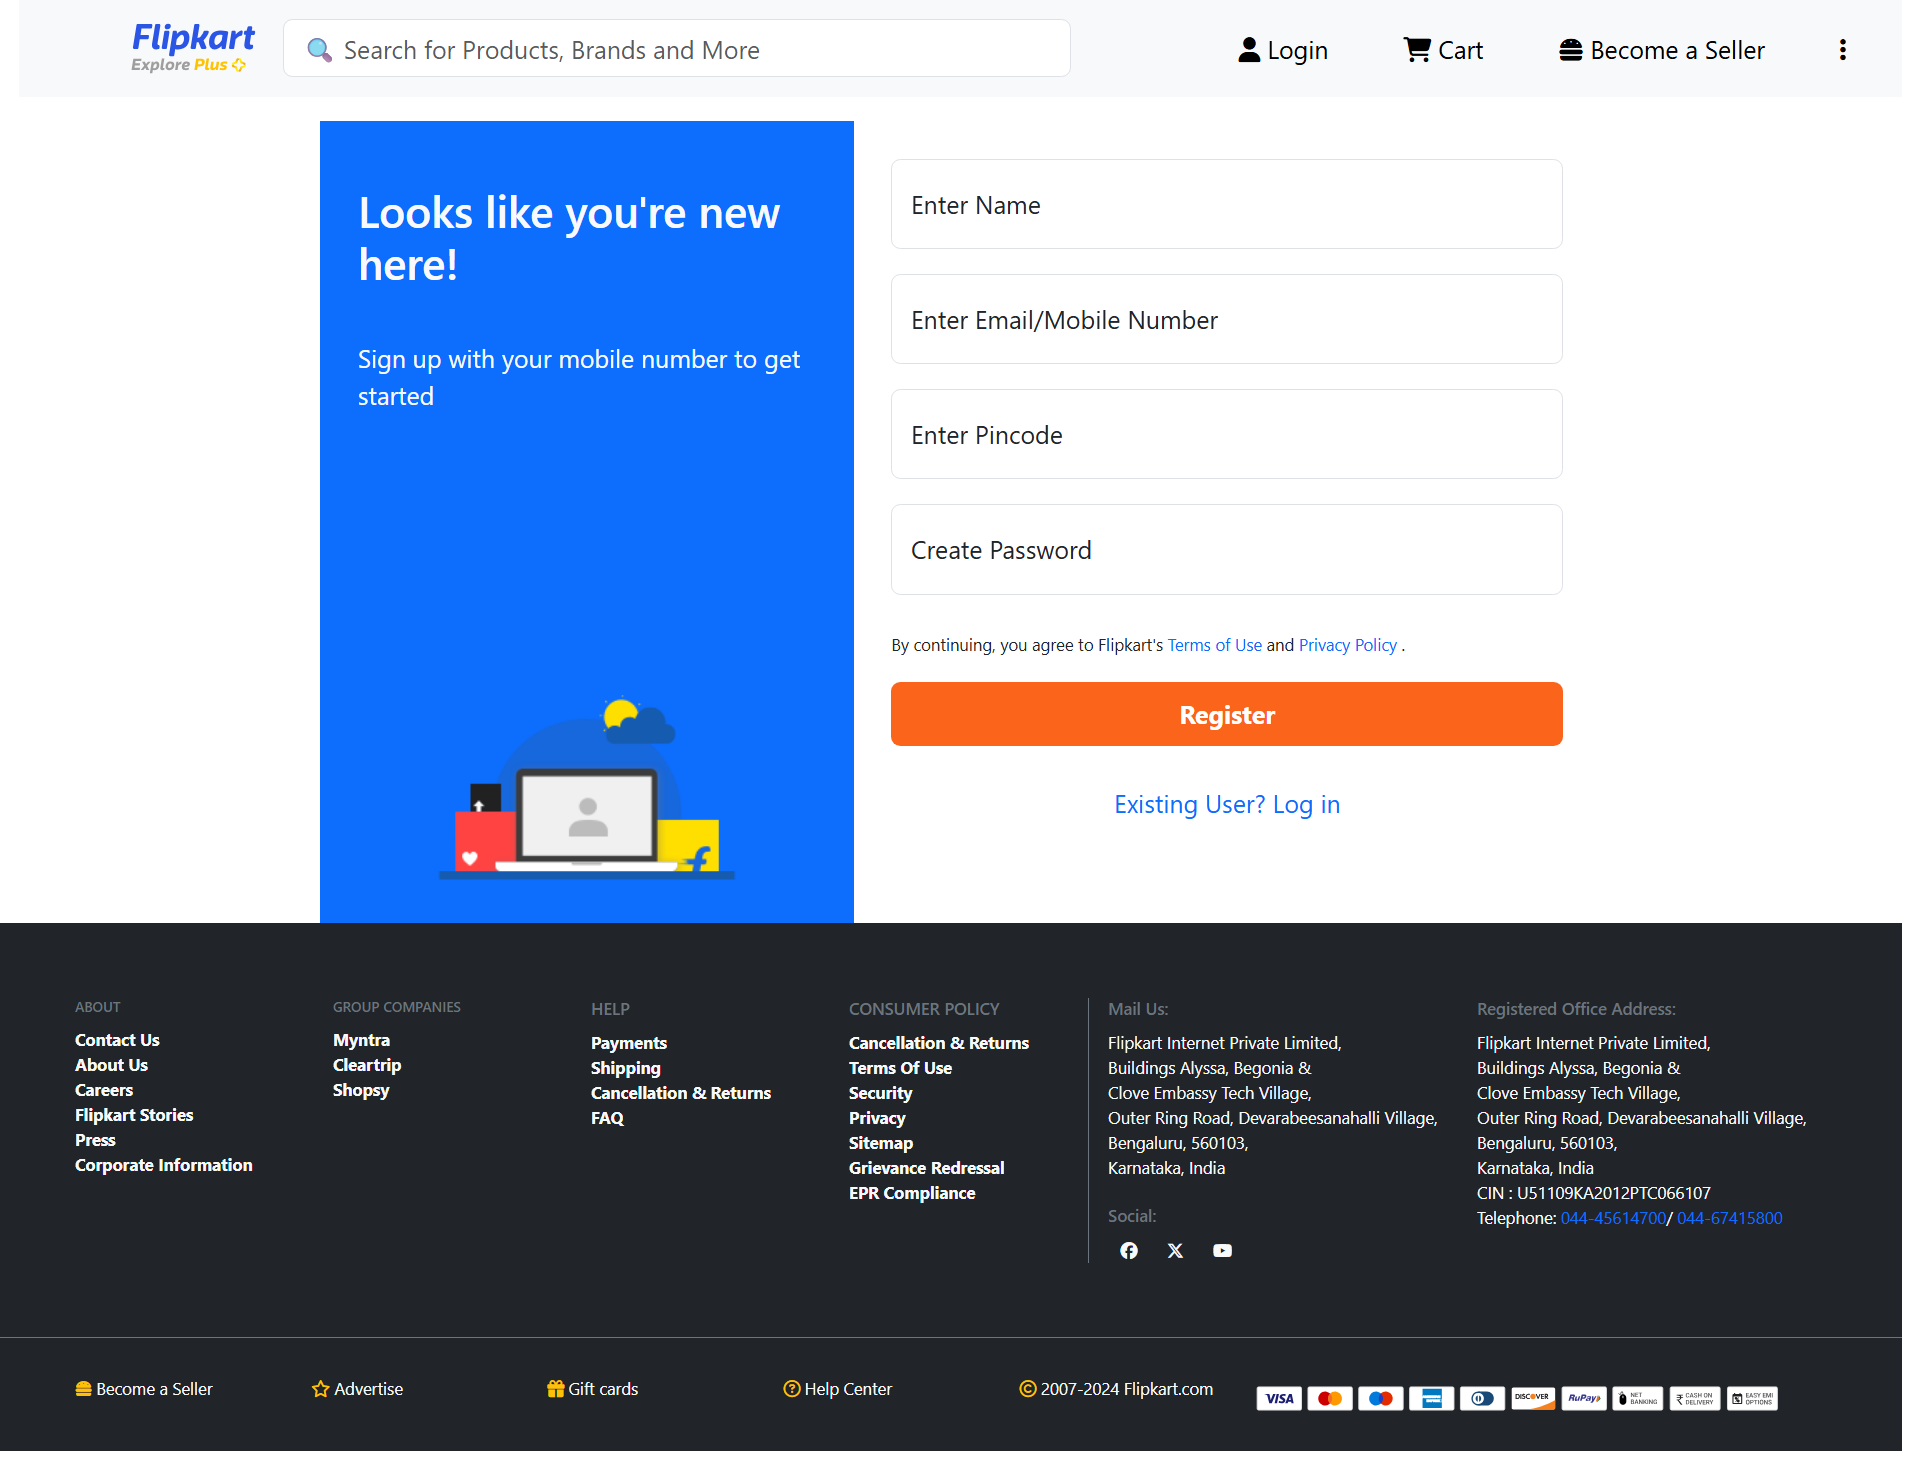 Flipkart
Explore Plus
Search for Products, Brands and More
Login
Cart
Become a Seller
Looks like you're new
here!
Sign up with your mobile number to get
started
Enter Name
Enter Email/Mobile Number
Enter Pincode
Create Password
By continuing, you agree to Flipkart's Terms of Use and Privacy Policy .
Register
Existing User? Log in
ABOUT
Contact Us
About Us
Careers
Flipkart Stories
Press
Corporate Information
GROUP COMPANIES
Myntra
Cleartrip
Shopsy
HELP
Payments
Shipping
Cancellation & Returns
FAQ
CONSUMER POLICY
Cancellation & Returns
Terms Of Use
Security
Privacy
Sitemap
Grievance Redressal
EPR Compliance
Mail Us:
Flipkart Internet Private Limited,
Buildings Alyssa, Begonia &
Clove Embassy Tech Village,
Outer Ring Road, Devarabeesanahalli Village,
Bengaluru, 560103,
Karnataka, India
Social:
Registered Office Address:
Flipkart Internet Private Limited,
Buildings Alyssa, Begonia &
Clove Embassy Tech Village,
Outer Ring Road, Devarabeesanahalli Village,
Bengaluru, 560103,
Karnataka, India
CIN : U51109KA2012PTC066107
Telephone: 044-45614700/ 044-67415800
Become a Seller
Advertise
Gift cards
Help Center
2007-2024 Flipkart.com
VISA
DISCOVER
RuPay
NET
BANKING
CASH ON
DELIVERY
EASY EMI
OPTIONS